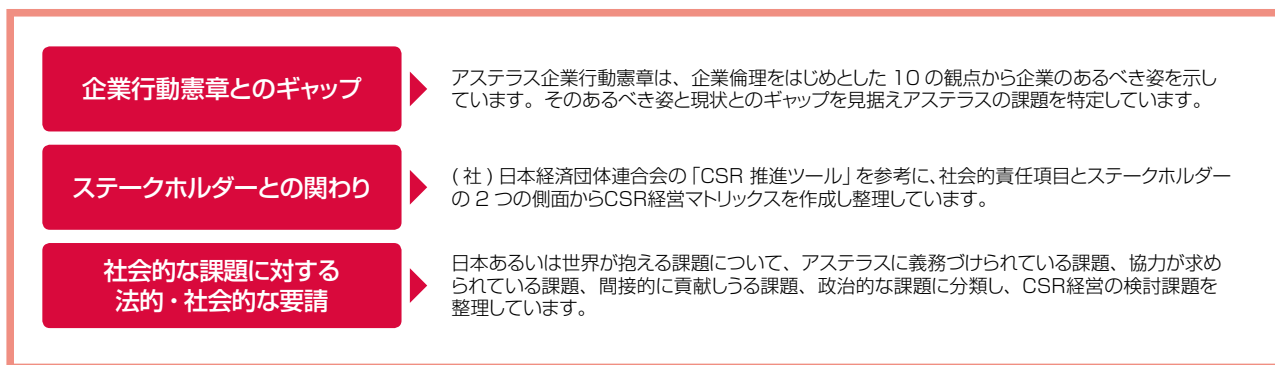 企業行動憲章とのギャップ
アステラス企業行動憲章は、企業倫理をはじめとした 10 の観点から企業のあるべき姿を示し
ています。そのあるべき姿と現状とのギャップを見据えアステラスの課題を特定しています。
ステークホルダーとの関わり
( 社 ) 日本経済団体連合会の「CSR 推進ツール」を参考に、社会的責任項目とステークホルダー
の 2 つの側面からCSR経営マトリックスを作成し整理しています。
社会的な課題に対する
法的・社会的な要請
日本あるいは世界が抱える課題について、アステラスに義務づけられている課題、協力が求め
られている課題、間接的に貢献しうる課題、政治的な課題に分類し、CSR経営の検討課題を
整理しています。